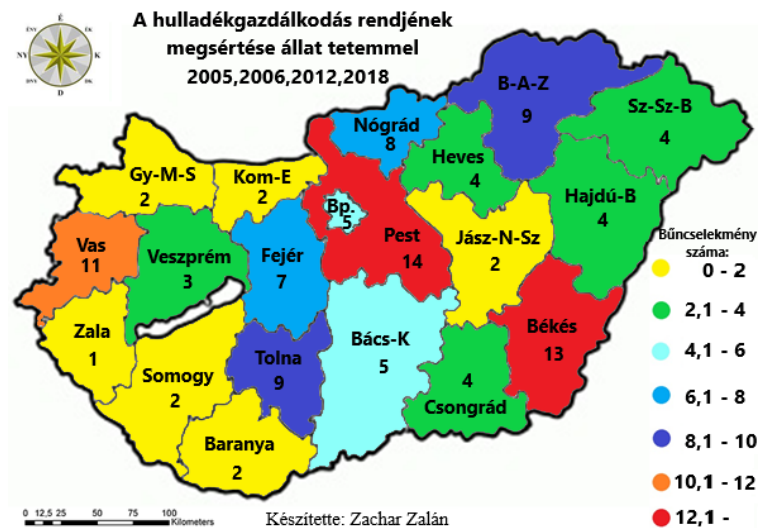 A hulladékgazdálkodás rendjének
megsértése állat tetemmel
2005,2006,2012,2018
É
ÉNY
ÉK
NY
K
DNY
DK
D
B-A-Z
9
Sz-Sz-B
4
Nógrád
8
Heves
4
Gy-M-S
2
Kom-E
2
Hajdú-B
4
Bp.
5
Pest
14
Jász-N-Sz
2
Vas
11
Veszprém
3
Fejér
7
Bűncselekmény
száma:
0 - 2
2,1 - 4
4,1 - 6
6,1 - 8
8,1 - 10
10,1 - 12
12,1 -
Zala
1
Somogy
2
Tolna
9
Bács-K
5
Békés
13
4
Csongrád
Baranya
2
0 12,5 25 50 75 100
Kilometers
Készítette: Zachar Zalán